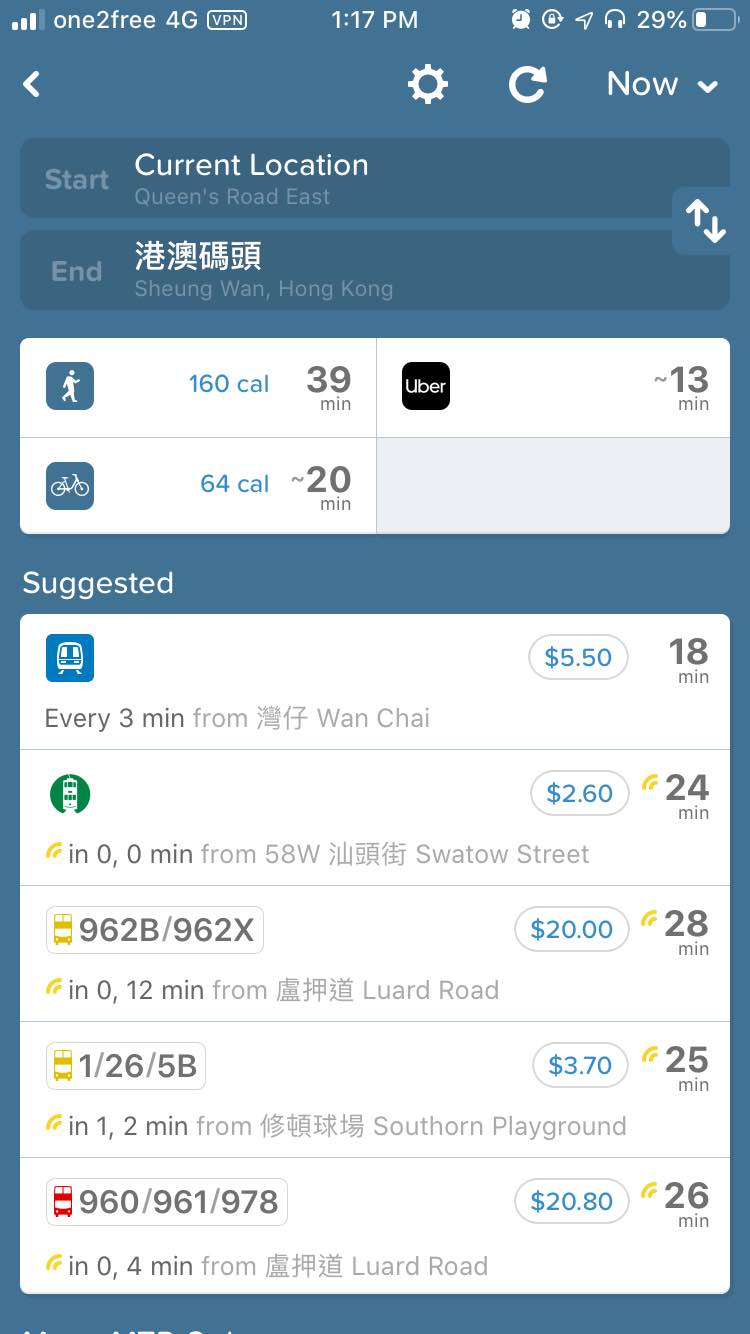 one2free 4G VPN 1:17 PM 29%
Now
Start Current Location
Queen's Road East
End 港澳碼頭
Sheung Wan, Hong Kong
160 cal 39 min
Uber ~13 min
64 cal ~20 min
Suggested
$5.50 18 min
Every 3 min from 灣仔 Wan Chai
$2.60 24 min
in 0, 0 min from 58W 汕頭街 Swatow Street
962B/962X $20.00 28 min
in 0, 12 min from 盧押道 Luard Road
1/26/5B $3.70 25 min
in 1, 2 min from 修頓球場 Southorn Playground
960/961/978 $20.80 26 min
in 0, 4 min from 盧押道 Luard Road